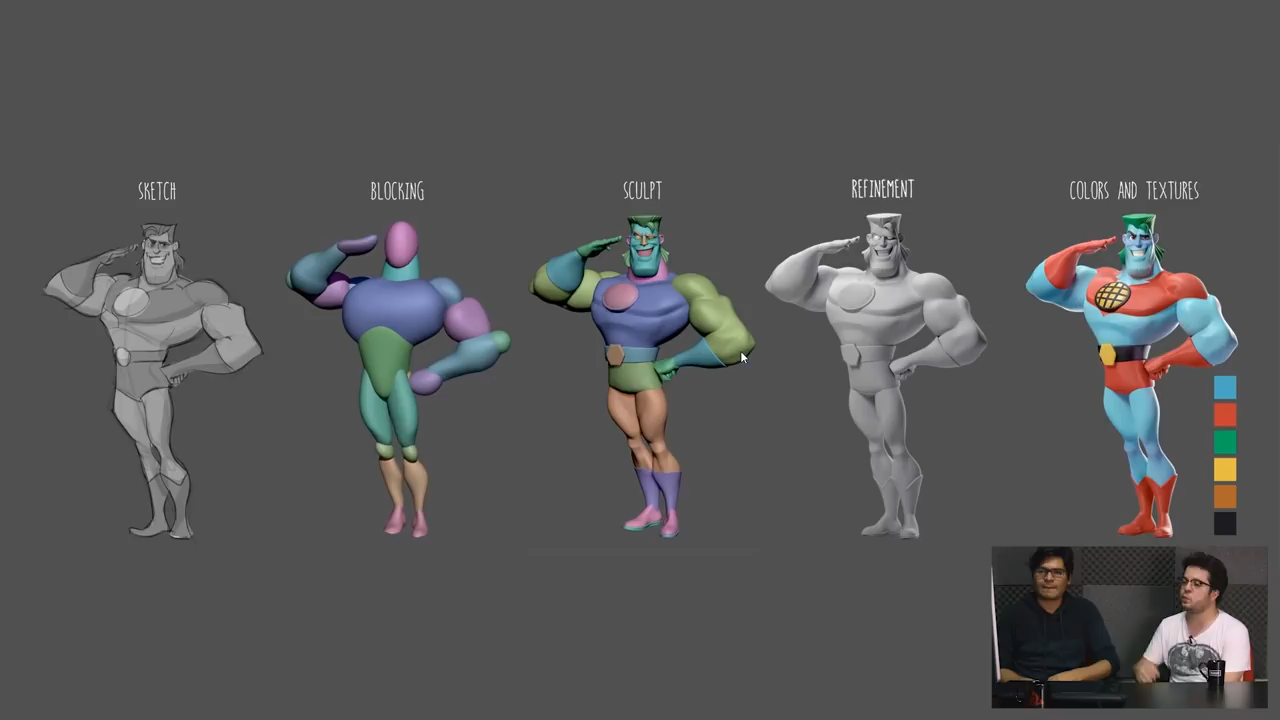 SKETCH
BLOCKING
SCULPT
REFINEMENT
COLORS AND TEXTURES